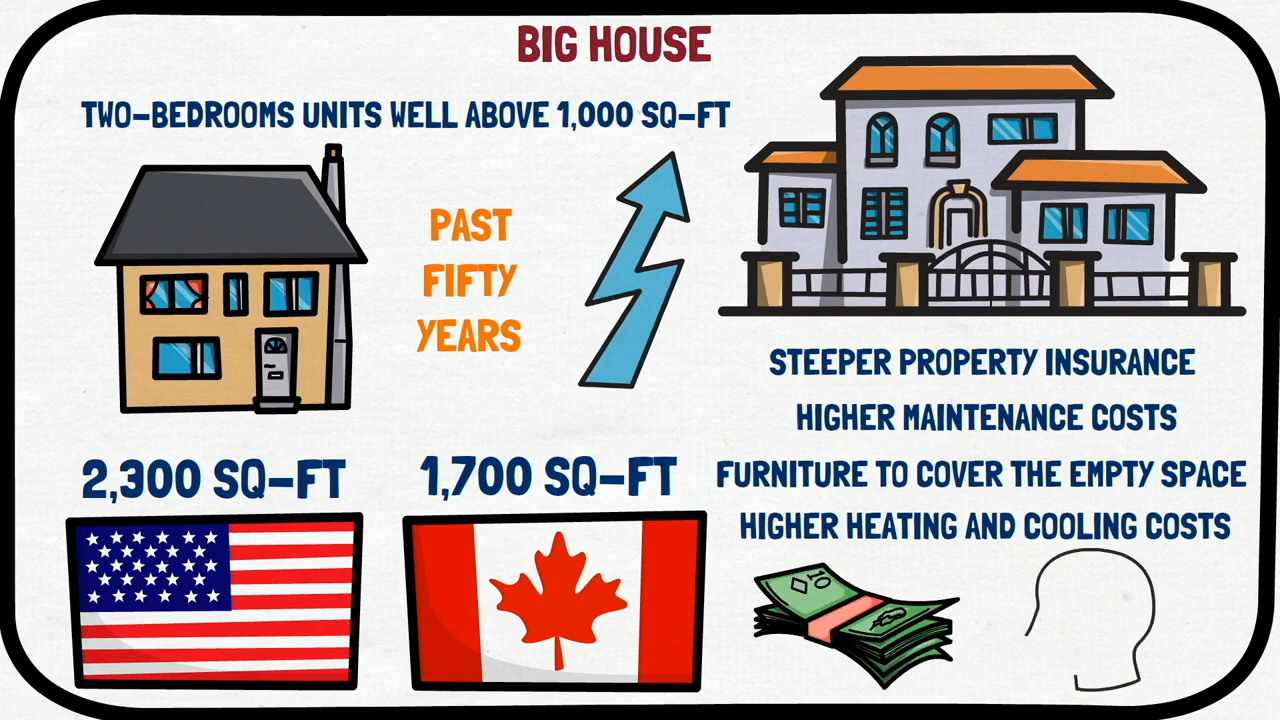 BIG HOUSE
TWO-BEDROOMS UNITS WELL ABOVE 1,000 SQ-FT
PAST
FIFTY
YEARS
STEEPER PROPERTY INSURANCE
HIGHER MAINTENANCE COSTS
FURNITURE TO COVER THE EMPTY SPACE
HIGHER HEATING AND COOLING COSTS
2,300 SQ-FT
1,700 SQ-FT
10